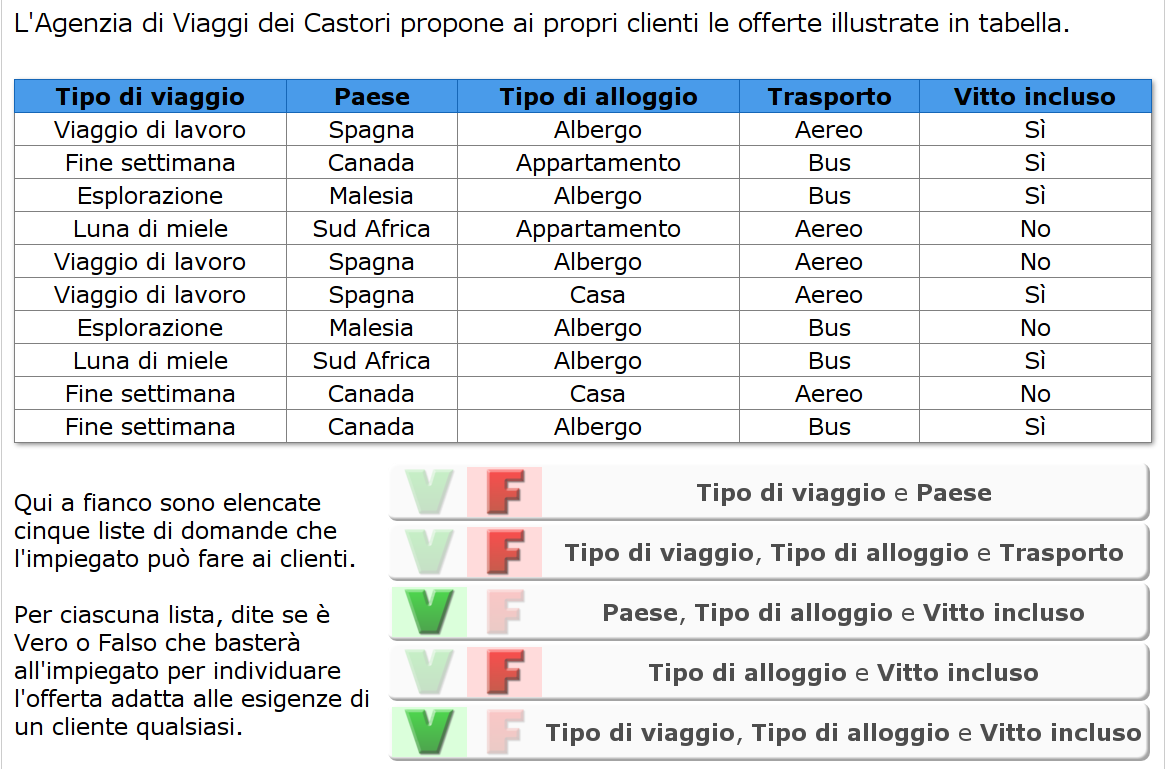 L'Agenzia di Viaggi dei Castori propone ai propri clienti le offerte illustrate in tabella.
Tipo di viaggio Paese Tipo di alloggio Trasporto Vitto incluso
Viaggio di lavoro Spagna Albergo Aereo Sì
Fine settimana Canada Appartamento Bus Sì
Esplorazione Malesia Albergo Bus Sì
Luna di miele Sud Africa Appartamento Aereo No
Viaggio di lavoro Spagna Albergo Aereo No
Viaggio di lavoro Spagna Casa Aereo Sì
Esplorazione Malesia Albergo Bus No
Luna di miele Sud Africa Albergo Bus Sì
Fine settimana Canada Casa Aereo No
Fine settimana Canada Albergo Bus Sì
Qui a fianco sono elencate
cinque liste di domande che
l'impiegato può fare ai clienti.
Per ciascuna lista, dite se è
Vero o Falso che basterà
all'impiegato per individuare
l'offerta adatta alle esigenze di
un cliente qualsiasi.
V F Tipo di viaggio e Paese
V F Tipo di viaggio, Tipo di alloggio e Trasporto
V F Paese, Tipo di alloggio e Vitto incluso
V F Tipo di alloggio e Vitto incluso
V F Tipo di viaggio, Tipo di alloggio e Vitto incluso